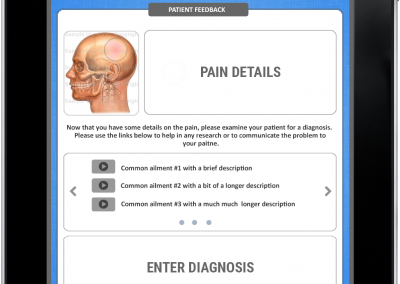 PATIENT FEEDBACK
PAIN DETAILS
Now that you have some details on the pain, please examine your patient for a diagnosis.
Please use the links below to help in any research or to communicate the problem to
your paitne.
Common ailment #1 with a brief description
Common ailment #2 with a bit of a longer description
Common ailment #3 with a much much longer description
ENTER DIAGNOSIS